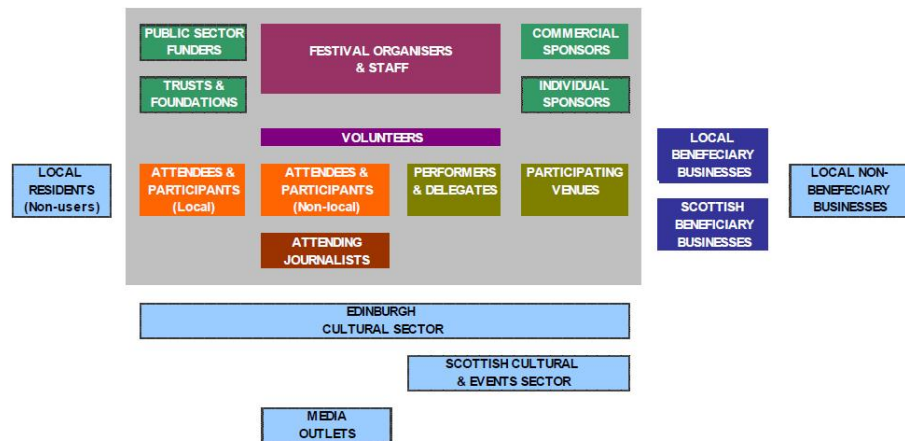 PUBLIC SECTOR
FUNDERS
FESTIVAL ORGANISERS
& STAFF
COMMERCIAL
SPONSORS
TRUSTS &
FOUNDATIONS
INDIVIDUAL
SPONSORS
VOLUNTEERS
LOCAL
RESIDENTS
(Non-users)
ATTENDEES &
PARTICIPANTS
(Local)
ATTENDEES &
PARTICIPANTS
(Non-local)
PERFORMERS
& DELEGATES
PARTICIPATING
VENUES
LOCAL
BENEFECIARY
BUSINESSES
LOCAL NON-
BENEFECIARY
BUSINESSES
SCOTTISH
BENEFICIARY
BUSINESSES
ATTENDING
JOURNALISTS
EDINBURGH
CULTURAL SECTOR
SCOTTISH CULTURAL
& EVENTS SECTOR
MEDIA
OUTLETS